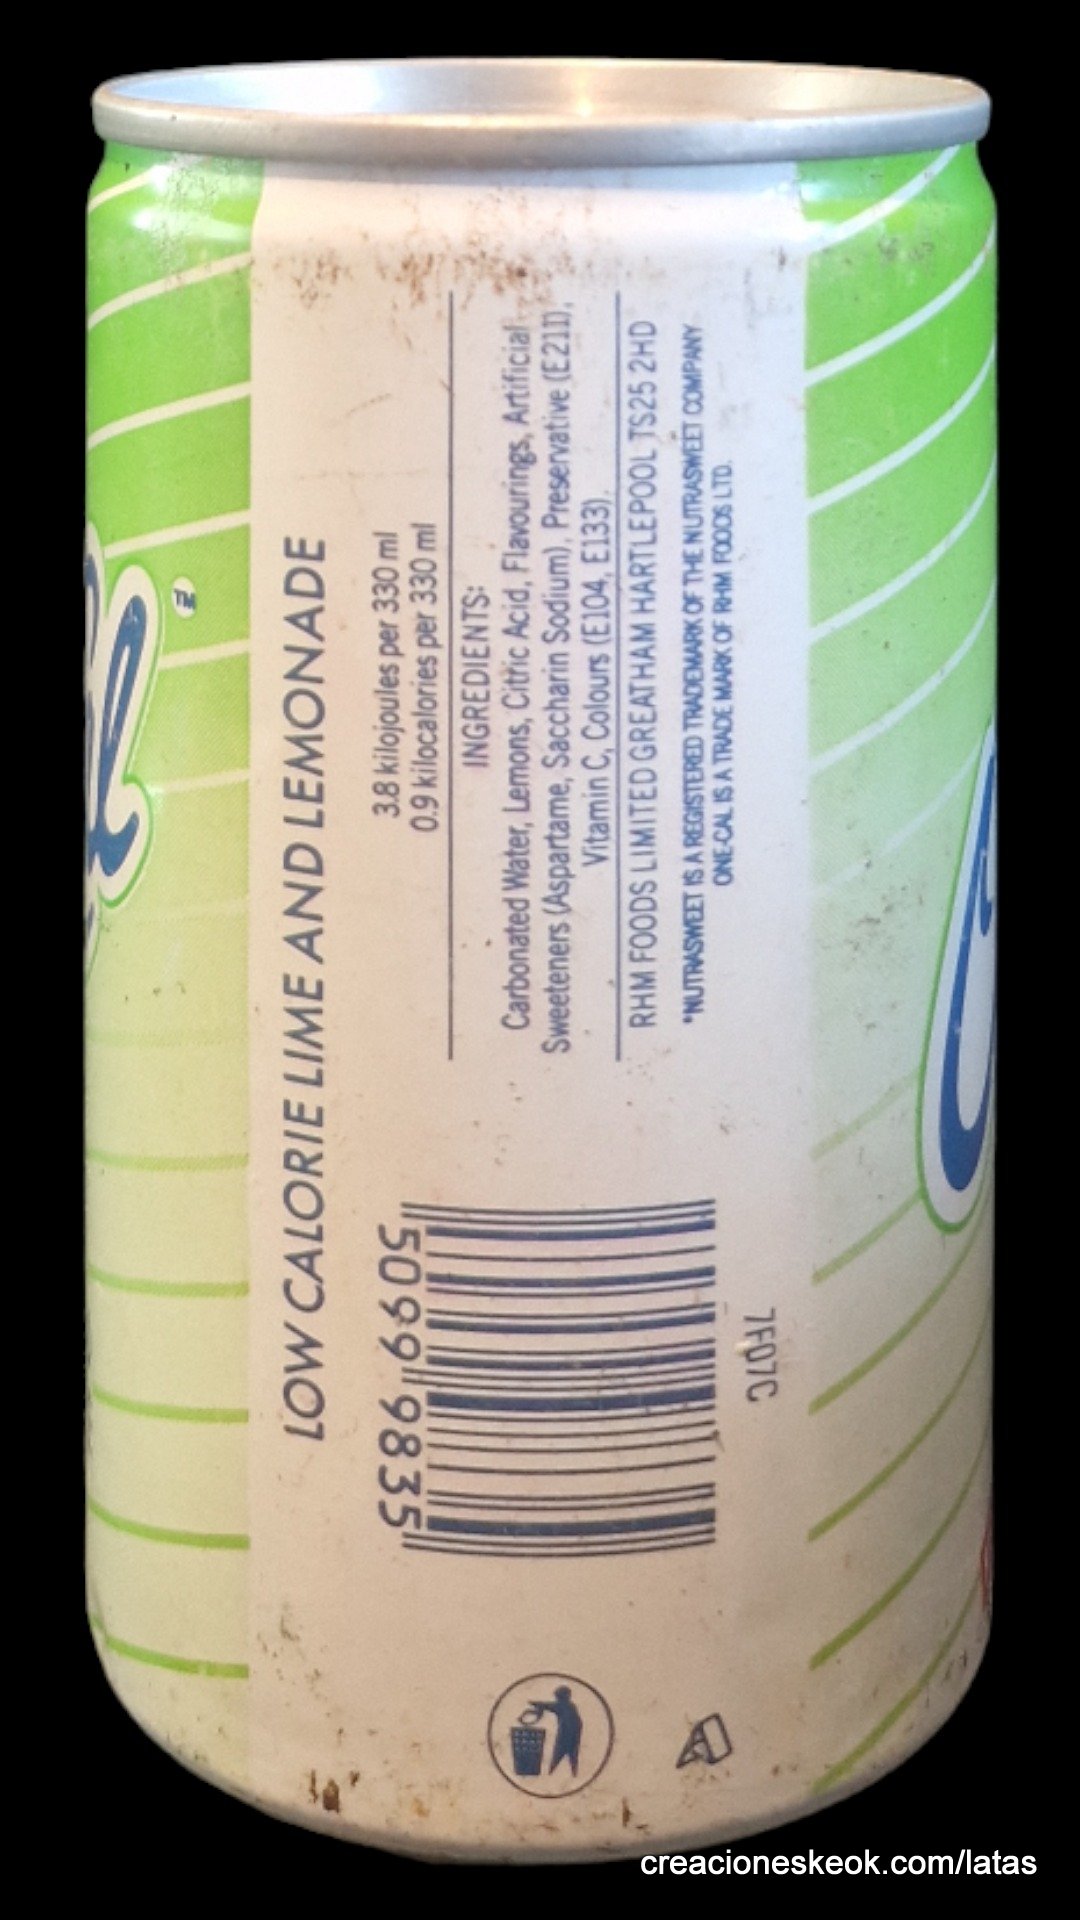 LOW CALORIE LIME AND LEMONADE
3.8 kilojoules per 330 ml
0.9 kilocalories per 330 ml
INGREDIENTS:
Carbonated Water, Lemons, Citric Acid, Flavourings, Artificial
Sweeteners (Aspartame, Saccharin Sodium), Preservative (E211),
Vitamin C, Colours (E104, E133).
RHM FOODS LIMITED GREATHAM HARTLEPOOL TS25 2HD
*NUTRASWEET IS A REGISTERED TRADEMARK OF THE NUTRASWEET COMPANY
ONE-CAL IS A TRADE MARK OF RHM FOODS LTD.
5099 9835
7F07C
TM
creacioneskeok.com/latas